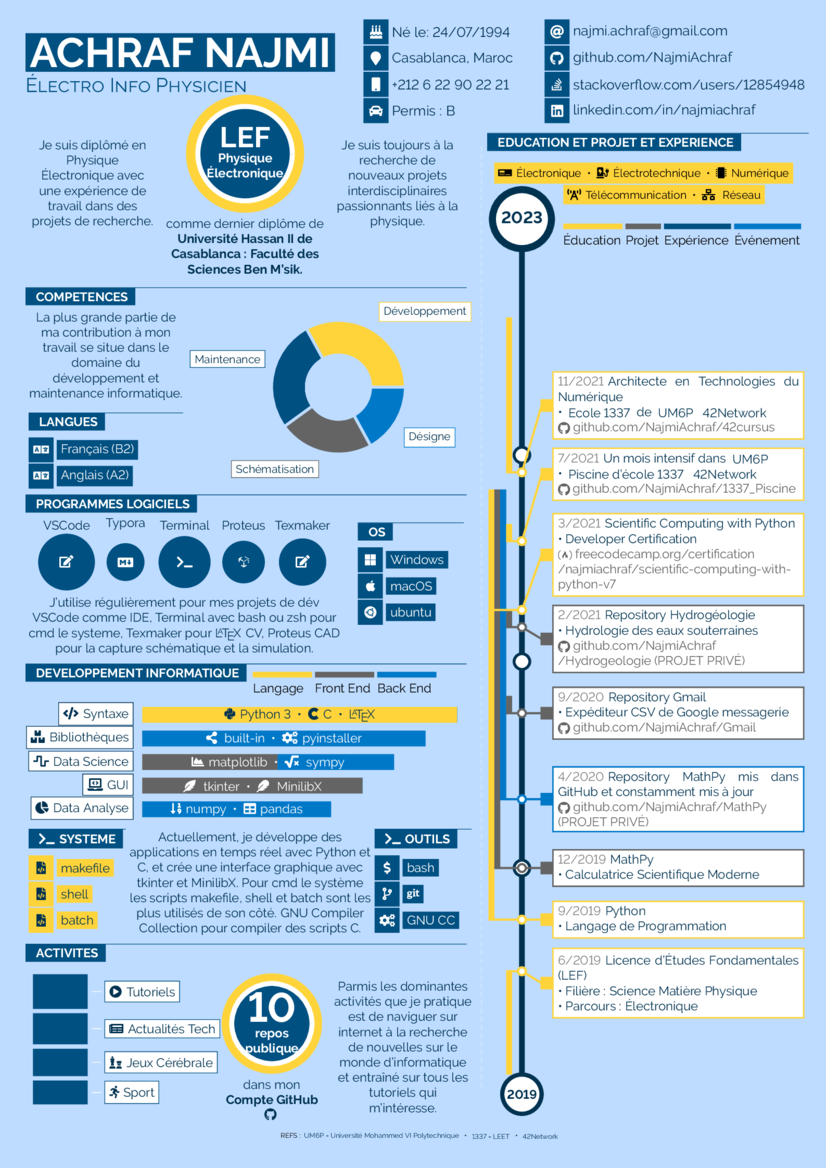 ACHRAF NAJMI
ÉLECTRO INFO PHYSICIEN
Né le: 24/07/1994
Casablanca, Maroc
+212 6 22 90 22 21
Permis : B
najmi.achraf@gmail.com
github.com/NajmiAchraf
stackoverflow.com/users/12854948
linkedin.com/in/najmiachraf
Je suis diplômé en
Physique
Électronique avec
une expérience de
travail dans des
projets de recherche.
LEF
Physique
Électronique
comme dernier diplôme de
Université Hassan II de
Casablanca : Faculté des
Sciences Ben M'sik.
Je suis toujours à la
recherche de
nouveaux projets
interdisciplinaires
passionnants liés à la
physique.
COMPETENCES
La plus grande partie de
ma contribution à mon
travail se situe dans le
domaine du
développement et
maintenance informatique.
Développement
Maintenance
Désigne
Schématisation
LANGUES
Français (B2)
Anglais (A2)
PROGRAMMES LOGICIELS
VSCode Typora Terminal Proteus Texmaker
J'utilise régulièrement pour mes projets de dév
VSCode comme IDE, Terminal avec bash ou zsh pour
cmd le systeme, Texmaker pour LATEX CV, Proteus CAD
pour la capture schématique et la simulation.
OS
Windows
macOS
ubuntu
DEVELOPPEMENT INFORMATIQUE
Langage Front End Back End
Syntaxe
Python 3 • C • LATEX
Bibliothèques
built-in • pyinstaller
Data Science
matplotlib • sympy
GUI
tkinter • MinilibX
Data Analyse
numpy • pandas
SYSTEME
makefile
shell
batch
Actuellement, je développe des
applications en temps réel avec Python et
C, et crée une interface graphique avec
tkinter et MinilibX. Pour cmd le système
les scripts makefile, shell et batch sont les
plus utilisés de son côté. GNU Compiler
Collection pour compiler des scripts C.
OUTILS
bash
git
GNU CC
ACTIVITES
Tutoriels
Actualités Tech
Jeux Cérébrale
Sport
10
repos
publique
dans mon
Compte GitHub
Parmis les dominantes
activités que je pratique
est de naviguer sur
internet à la recherche
de nouvelles sur le
monde d'informatique
et entraîné sur tous les
tutoriels qui
m'intéresse.
EDUCATION ET PROJET ET EXPERIENCE
Électronique • Électrotechnique • Numérique
Télécommunication • Réseau
2023
Éducation Projet Expérience Événement
11/2021 Architecte en Technologies du
Numérique
• Ecole 1337 de UM6P 42Network
github.com/NajmiAchraf/42cursus
7/2021 Un mois intensif dans UM6P
• Piscine d'école 1337 42Network
github.com/NajmiAchraf/1337_Piscine
3/2021 Scientific Computing with Python
• Developer Certification
freecodecamp.org/certification
/najmiachraf/scientific-computing-with-
python-v7
2/2021 Repository Hydrogéologie
• Hydrologie des eaux souterraines
github.com/NajmiAchraf
/Hydrogeologie (PROJET PRIVÉ)
9/2020 Repository Gmail
• Expéditeur CSV de Google messagerie
github.com/NajmiAchraf/Gmail
4/2020 Repository MathPy mis dans
GitHub et constamment mis à jour
github.com/NajmiAchraf/MathPy
(PROJET PRIVÉ)
12/2019 MathPy
• Calculatrice Scientifique Moderne
9/2019 Python
• Langage de Programmation
6/2019 Licence d'Études Fondamentales
(LEF)
• Filière : Science Matière Physique
• Parcours : Électronique
2019
REFS : UM6P = Université Mohammed VI Polytechnique • 1337 = LEET • 42Network